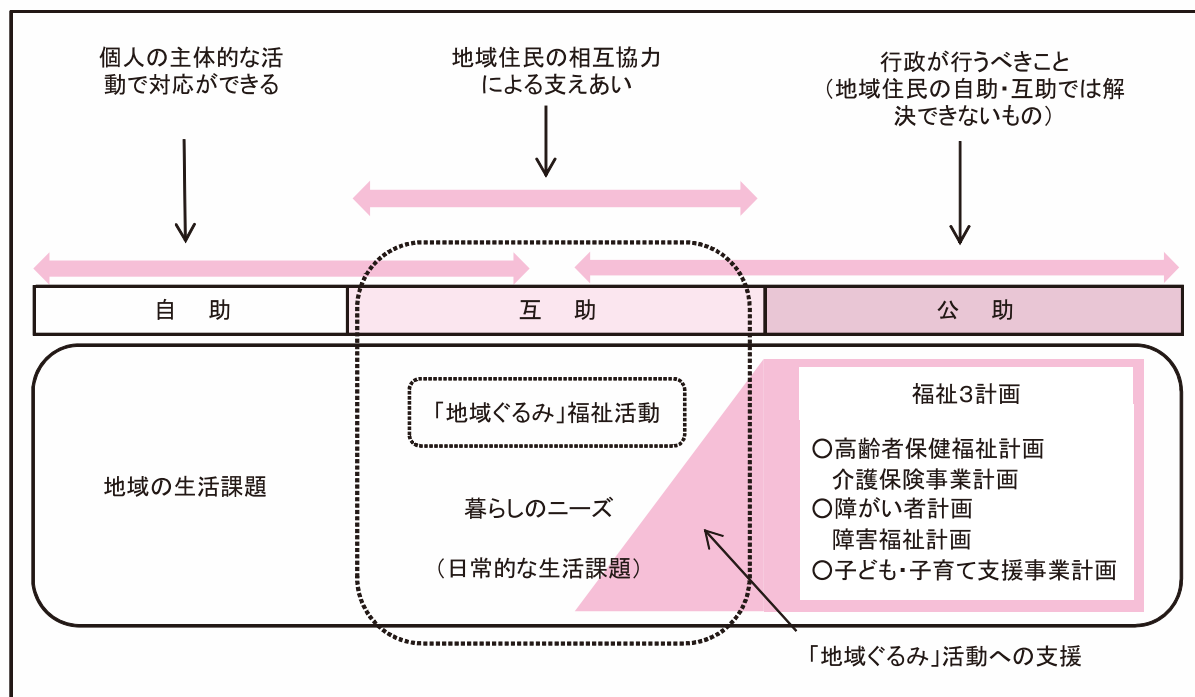 個人の主体的な活
動で対応ができる
地域住民の相互協力
による支えあい
行政が行うべきこと
（地域住民の自助・互助では解
決できないもの）
自　助
互　助
公　助
地域の生活課題
「地域ぐるみ」福祉活動
暮らしのニーズ
（日常的な生活課題）
福祉３計画
○高齢者保健福祉計画
介護保険事業計画
○障がい者計画
障害福祉計画
○子ども・子育て支援事業計画
「地域ぐるみ」活動への支援